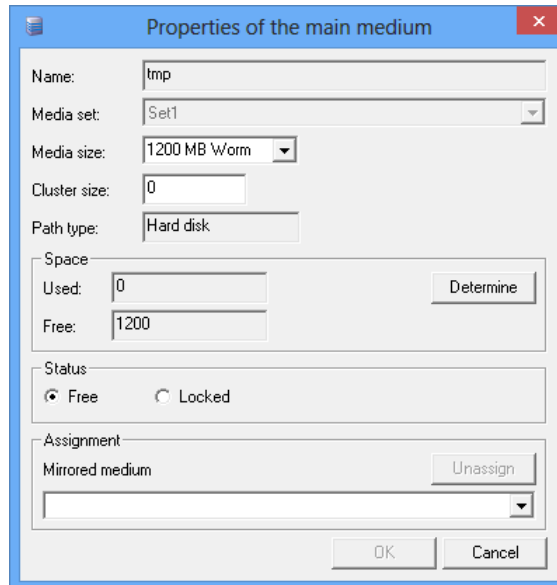 Properties of the main medium
x
Name: tmp
Media set: Set1
Media size: 1200 MB Worm
Cluster size: 0
Path type: Hard disk
Space
Used: 0 Determine
Free: 1200
Status
Free Locked
Assignment
Mirrored medium Unassign
OK Cancel